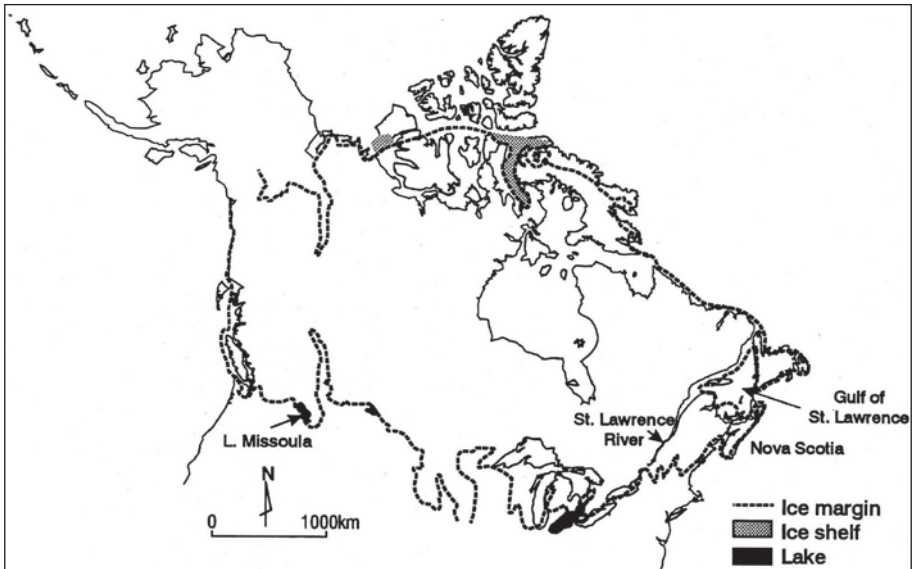 L. Missoula
St. Lawrence
River
Gulf of
St. Lawrence
Nova Scotia
N
0 1000km
Ice margin
Ice shelf
Lake